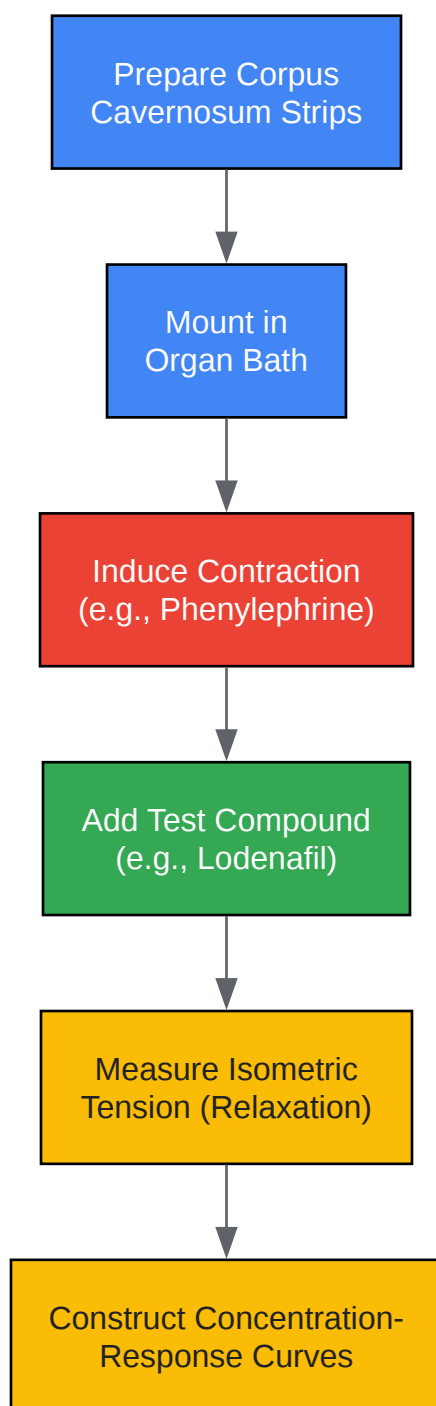 Prepare Corpus
Cavernosum Strips
Mount in
Organ Bath
Induce Contraction
(e.g., Phenylephrine)
Add Test Compound
(e.g., Lodenafil)
Measure Isometric
Tension (Relaxation)
Construct Concentration-
Response Curves